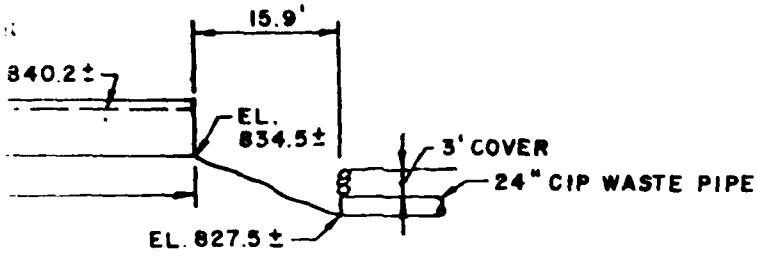 15.9'
840.2±
EL.
834.5±
3' COVER
24" CIP WASTE PIPE
EL. 827.5±